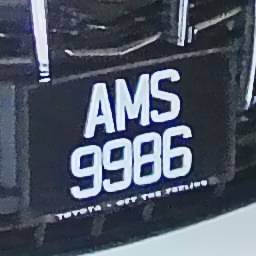 AMS
9986
TOYOTA - GET THE FEELING